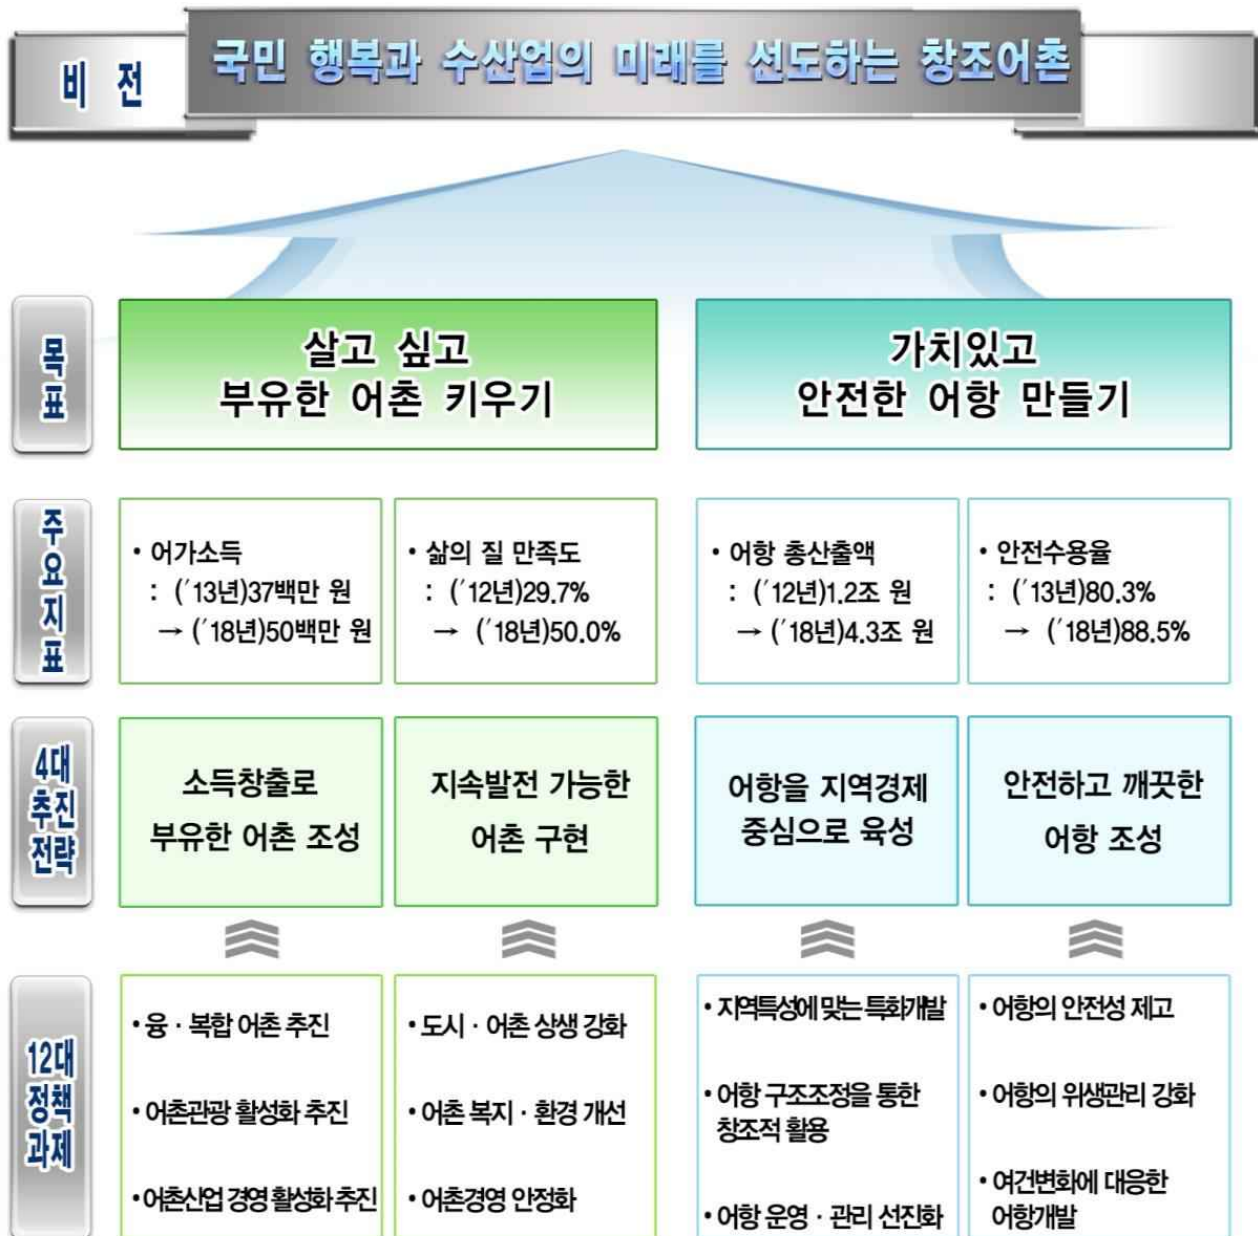 비 전
국민 행복과 수산업의 미래를 선도하는 창조어촌
목표
살고 싶고
부유한 어촌 키우기
가치있고
안전한 어항 만들기
주요지표
• 어가소득
: (´13년)37백만 원
→ (´18년)50백만 원
• 삶의 질 만족도
: (´12년)29.7%
→ (´18년)50.0%
• 어항 총산출액
: (´12년)1.2조 원
→ (´18년)4.3조 원
• 안전수용율
: (´13년)80.3%
→ (´18년)88.5%
4대
추진
전략
소득창출로
부유한 어촌 조성
지속발전 가능한
어촌 구현
어항을 지역경제
중심으로 육성
안전하고 깨끗한
어항 조성
12대
정책
과제
• 융 · 복합 어촌 추진
• 어촌관광 활성화 추진
• 어촌산업 경영 활성화 추진
• 도시 · 어촌 상생 강화
• 어촌 복지 · 환경 개선
• 어촌경영 안정화
• 지역특성에 맞는 특화개발
• 어항 구조조정을 통한
창조적 활용
• 어항 운영 · 관리 선진화
• 어항의 안전성 제고
• 어항의 위생관리 강화
• 여건변화에 대응한
어항개발